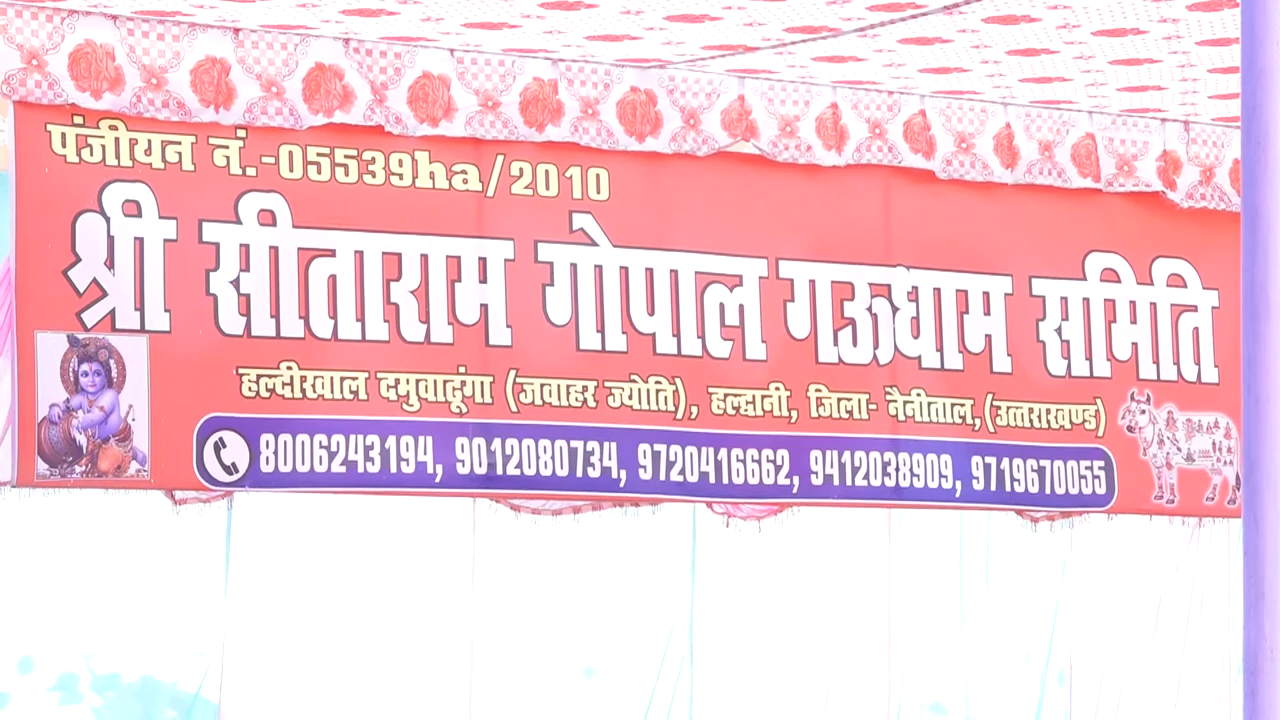 पंजीयन नं.-05539ha/2010
श्री सीताराम गोपाल गऊधाम समिति
हल्दीखाल दमुवाढूंगा (जवाहर ज्योति), हल्द्वानी, जिला- नैनीताल,(उत्तराखण्ड)
8006243194, 9012080734, 9720416662, 9412038909, 9719670055